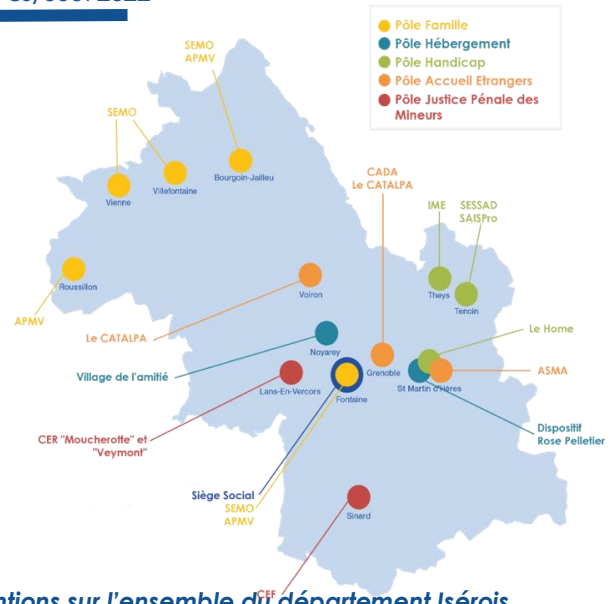 2022
Pôle Famille
Pôle Hébergement
Pôle Handicap
Pôle Accueil Etrangers
Pôle Justice Pénale des
Mineurs
SEMO
APMV
SEMO
Bourgoin-Jallieu
Villefontaine
Vienne
CADA
Le CATALPA
IME
SESSAD
SAISPro
Roussillon
Voiron
Theys
Tencin
APMV
Le CATALPA
Noyarey
Le Home
Village de l'amitié
Lans-En-Vercors
Fontaine
Grenoble
St Martin d'Hères
ASMA
CER "Moucherotte" et
"Veymont"
Dispositif
Rose Pelletier
Siège Social
SEMO
APMV
Sinard
CEF
ntions sur l'ensemble du département Isérois